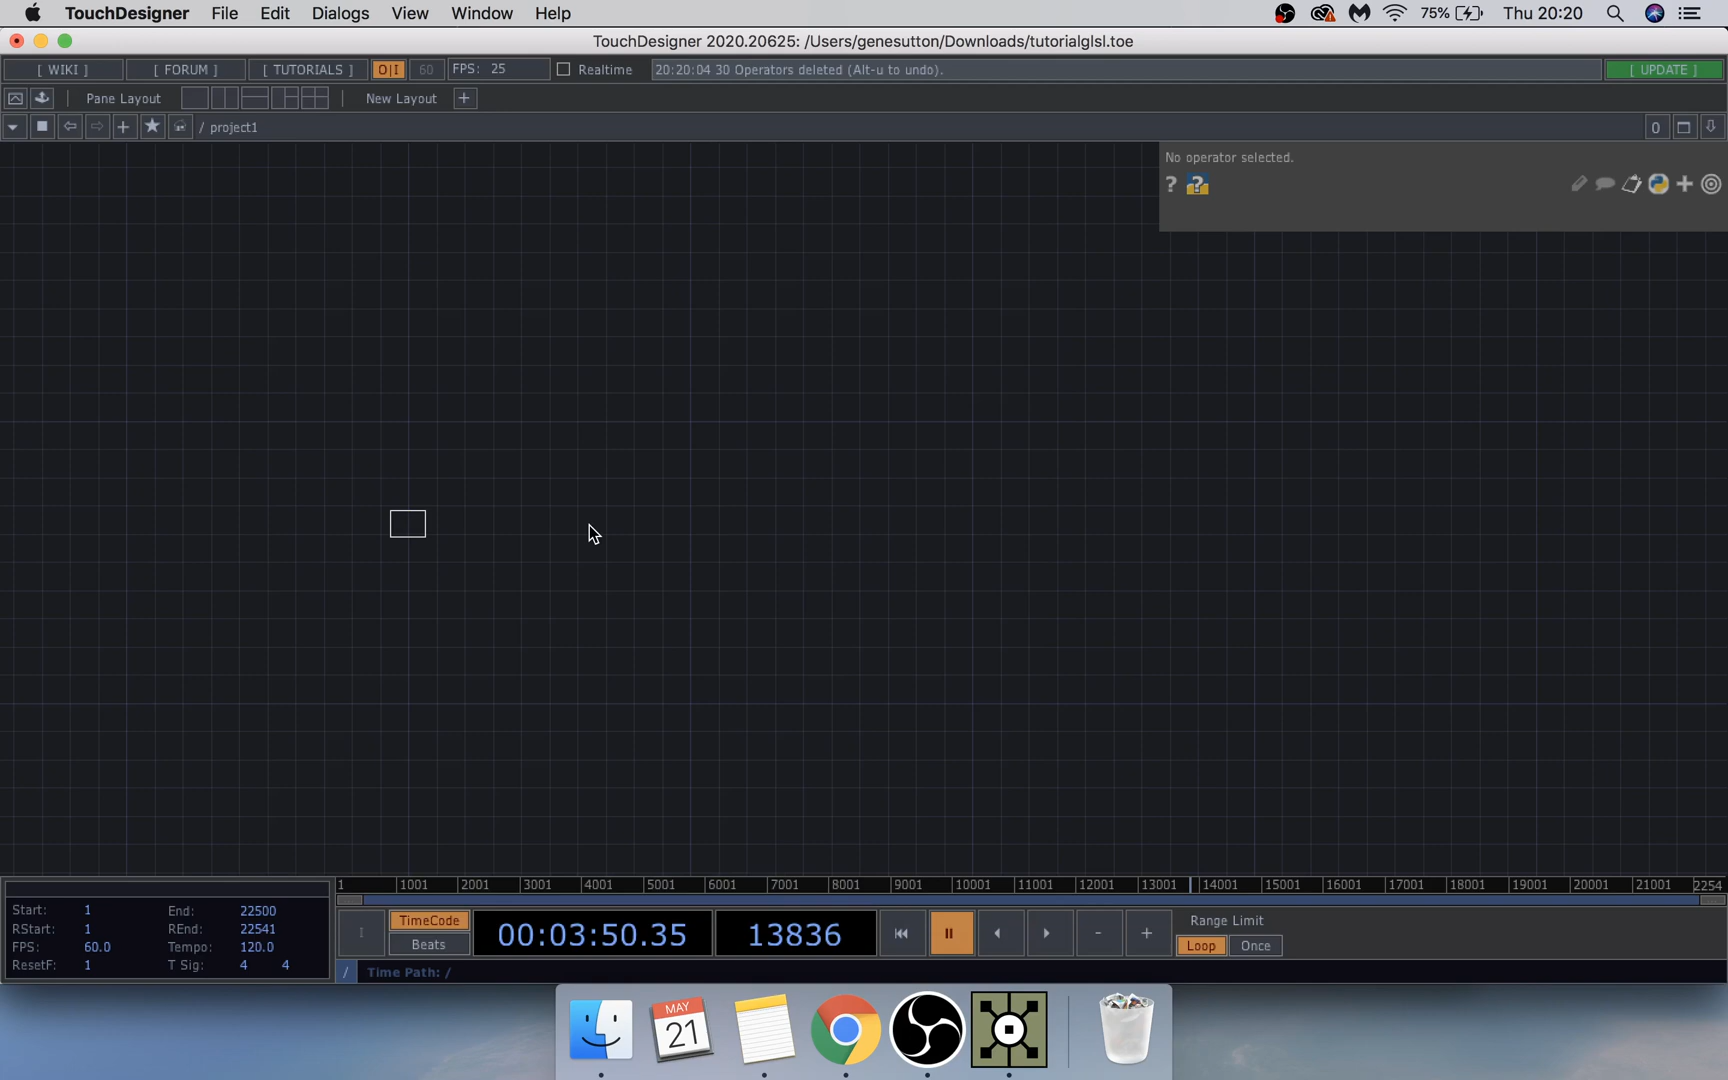 TouchDesigner File Edit Dialogs View Window Help 75% Thu 20:20
TouchDesigner 2020.20625: /Users/genesutton/Downloads/tutorialglsl.toe
[ WIKI ] [ FORUM ] [ TUTORIALS ] O|I 60 FPS: 25 Realtime 20:20:04 30 Operators deleted (Alt-u to undo). [ UPDATE ]
Pane Layout New Layout +
/ project1 0
No operator selected.
? ?
1 1001 2001 3001 4001 5001 6001 7001 8001 9001 10001 11001 12001 13001 14001 15001 16001 17001 18001 19001 20001 21001 2254
Start: 1 End: 22500
RStart: 1 REnd: 22541
FPS: 60.0 Tempo: 120.0
ResetF: 1 T Sig: 4 4
I TimeCode Beats 00:03:50.35 13836 - + Range Limit
Loop Once
/ Time Path: /
MAY
21